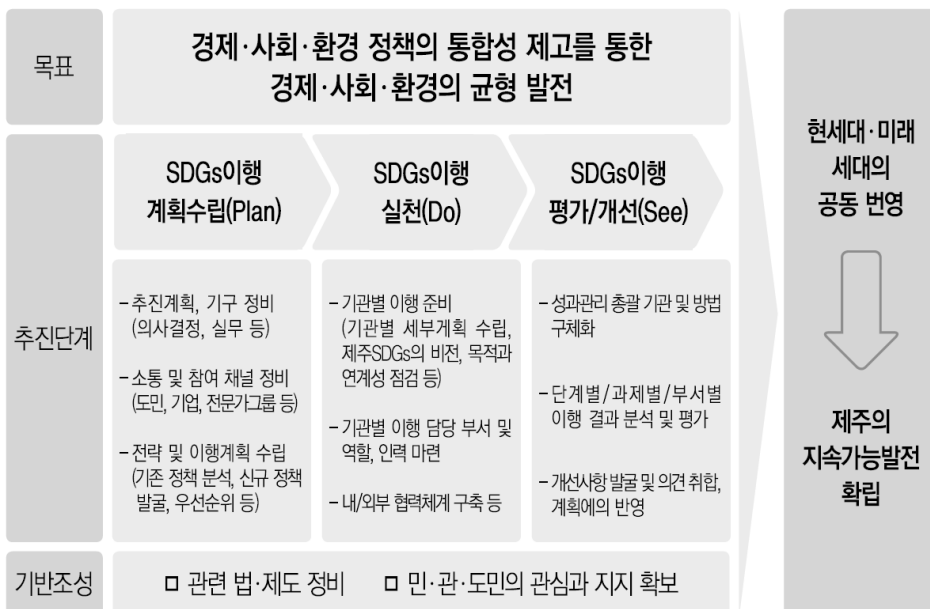 목표
경제·사회·환경 정책의 통합성 제고를 통한
경제·사회·환경의 균형 발전
추진단계
SDGs이행
계획수립(Plan)
SDGs이행
실천(Do)
SDGs이행
평가/개선(See)
– 추진계획, 기구 정비
(의사결정, 실무 등)
– 소통 및 참여 채널 정비
(도민, 기업, 전문가그룹 등)
– 전략 및 이행계획 수립
(기존 정책 분석, 신규 정책
발굴, 우선순위 등)
– 기관별 이행 준비
(기관별 세부게획 수립,
제주SDGs의 비전, 목적과
연계성 점검 등)
– 기관별 이행 담당 부서 및
역할, 인력 마련
– 내/외부 협력체계 구축 등
– 성과관리 총괄 기관 및 방법
구체화
– 단계별/과제별/부서별
이행 결과 분석 및 평가
– 개선사항 발굴 및 의견 취합,
계획에의 반영
기반조성
□ 관련 법·제도 정비 □ 민·관·도민의 관심과 지지 확보
현세대·미래
세대의
공동 번영
제주의
지속가능발전
확립